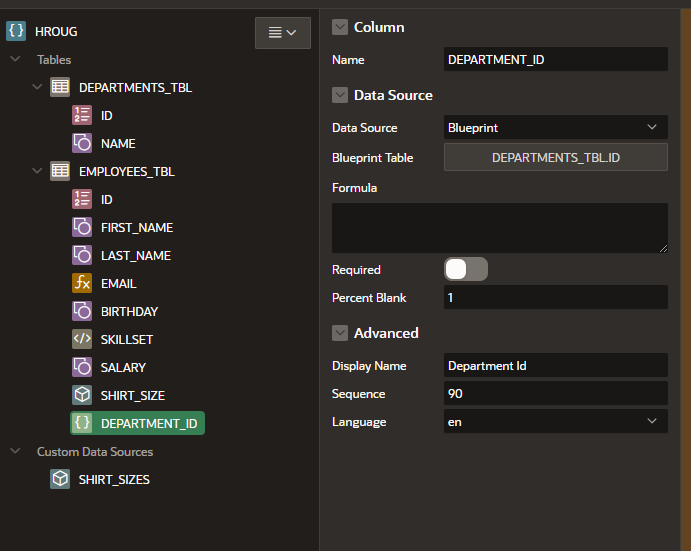 HROUG
Tables
DEPARTMENTS_TBL
ID
NAME
EMPLOYEES_TBL
ID
FIRST_NAME
LAST_NAME
EMAIL
BIRTHDAY
SKILLSET
SALARY
SHIRT_SIZE
DEPARTMENT_ID
Custom Data Sources
SHIRT_SIZES
Column
Name DEPARTMENT_ID
Data Source
Data Source Blueprint
Blueprint Table DEPARTMENTS_TBL.ID
Formula
Required
Percent Blank 1
Advanced
Display Name Department Id
Sequence 90
Language en